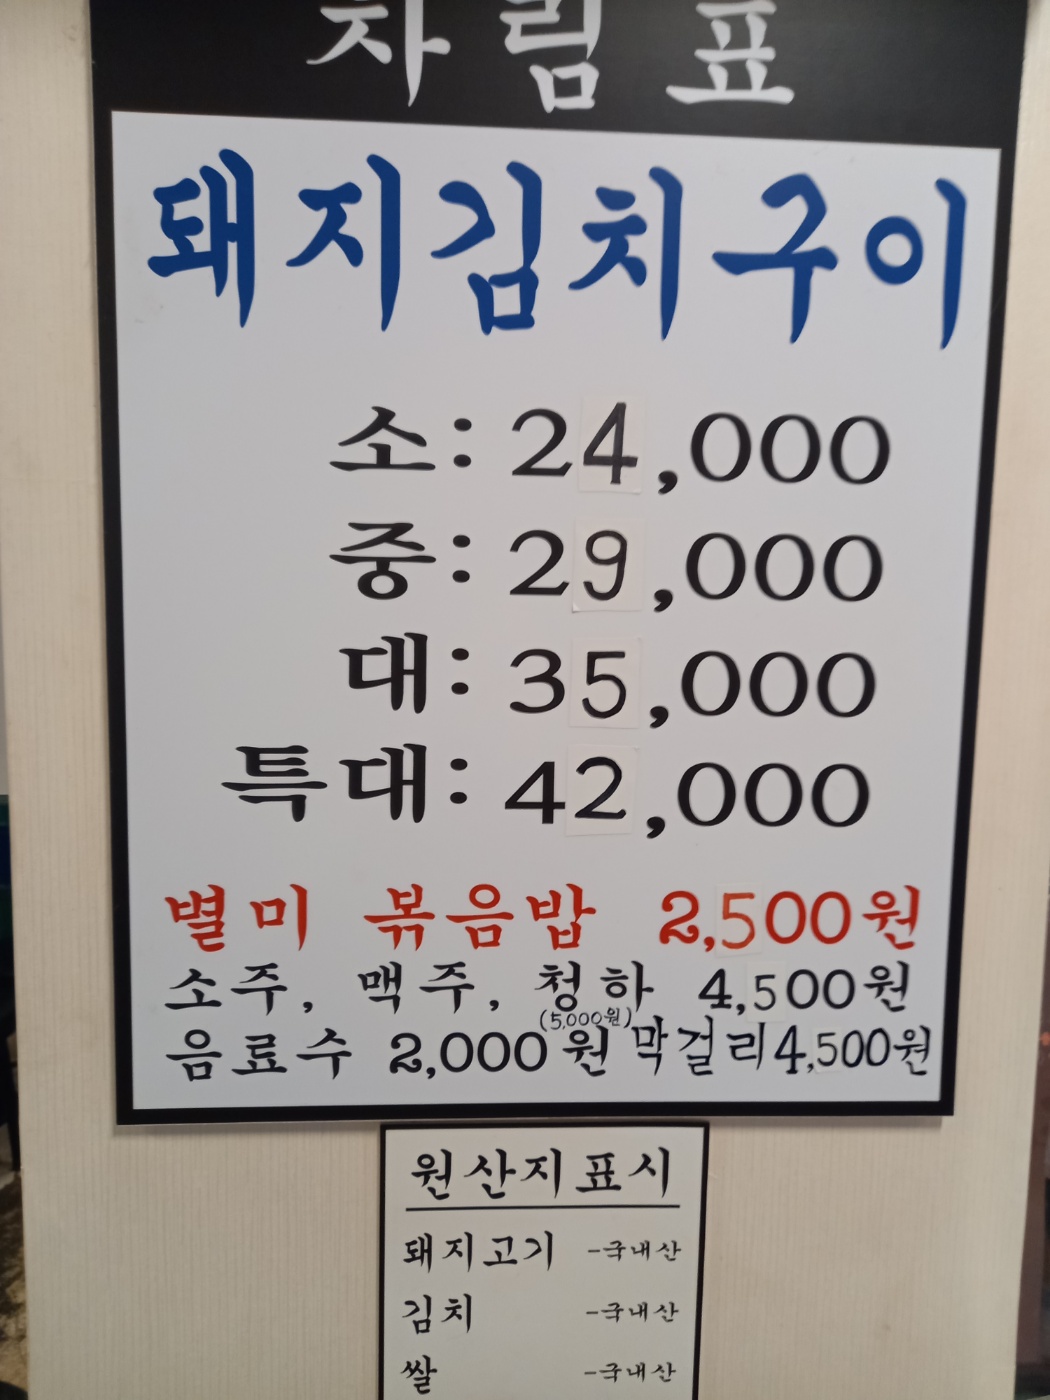 차림표
돼지김치구이
소: 24,000
중: 29,000
대: 35,000
특대: 42,000
별미 볶음밥 2,500원
소주, 맥주, 청하 4,500원
(5,000원)
음료수 2,000원 막걸리 4,500원
원산지표시
돼지고기 -국내산
김치 -국내산
쌀 -국내산